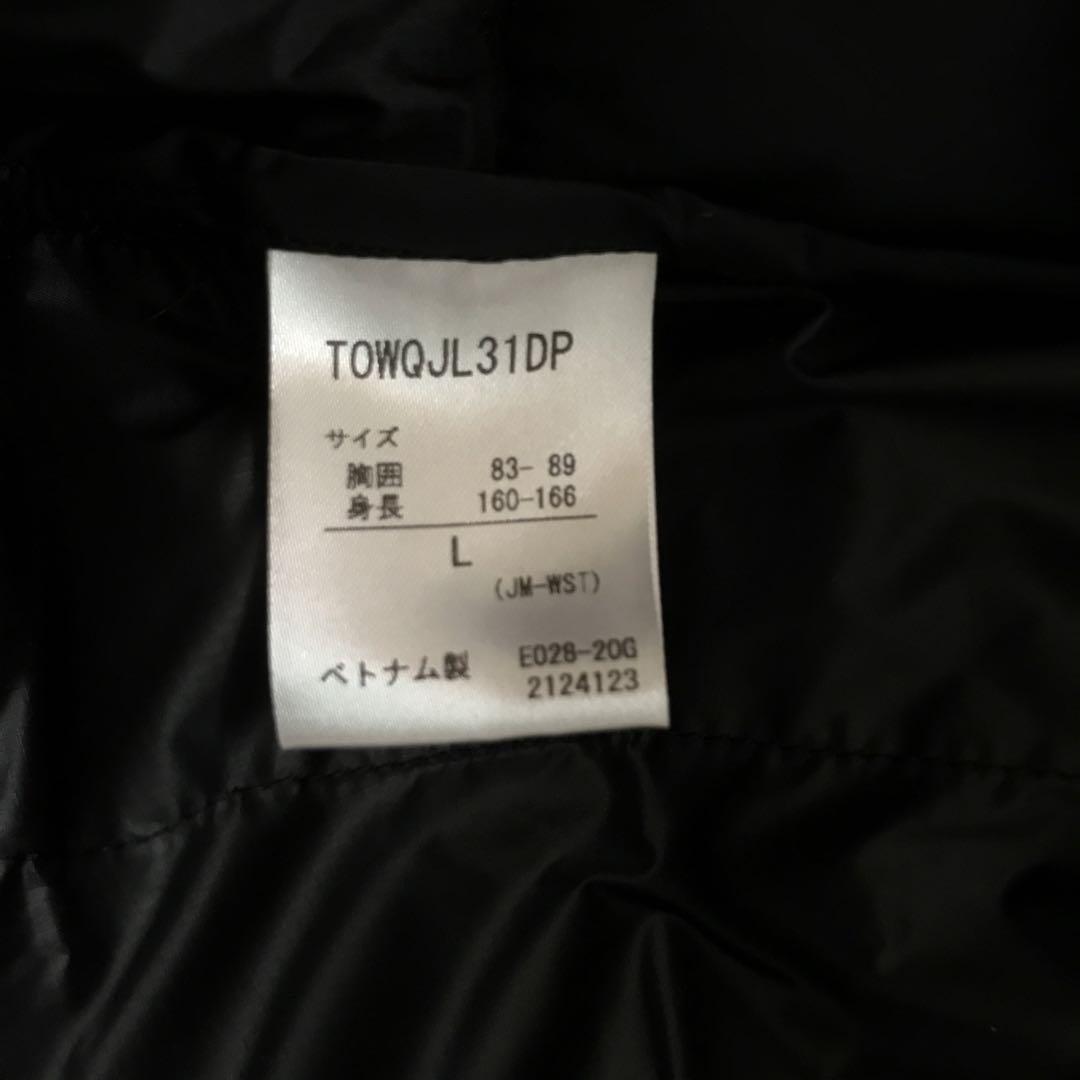 TOWQJL31DP
サイズ
胸囲 83- 89
身長 160-166
L
(JM-WST)
ベトナム製 E028-20G
2124123